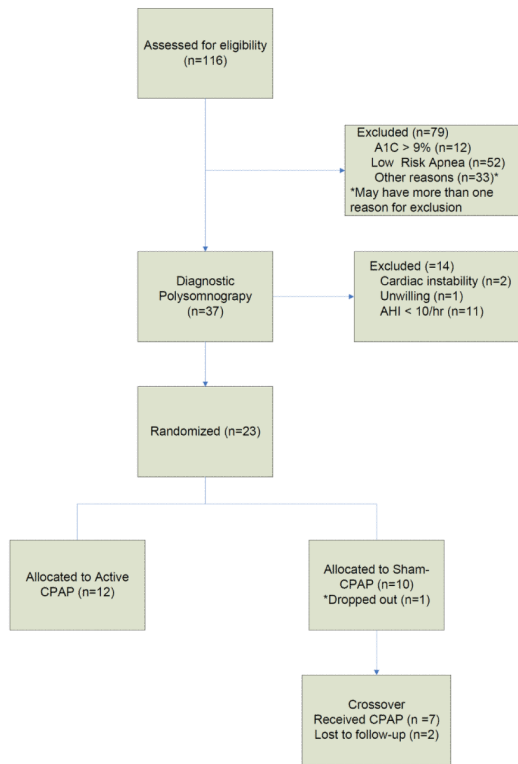 Assessed for eligibility
(n=116)
Excluded (n=79)
A1C > 9% (n=12)
Low Risk Apnea (n=52)
Other reasons (n=33)*
*May have more than one
reason for exclusion
Diagnostic
Polysomnograpy
(n=37)
Excluded (=14)
Cardiac instability (n=2)
Unwilling (n=1)
AHI < 10/hr (n=11)
Randomized (n=23)
Allocated to Active
CPAP (n=12)
Allocated to Sham-
CPAP (n=10)
*Dropped out (n=1)
Crossover
Received CPAP (n =7)
Lost to follow-up (n=2)